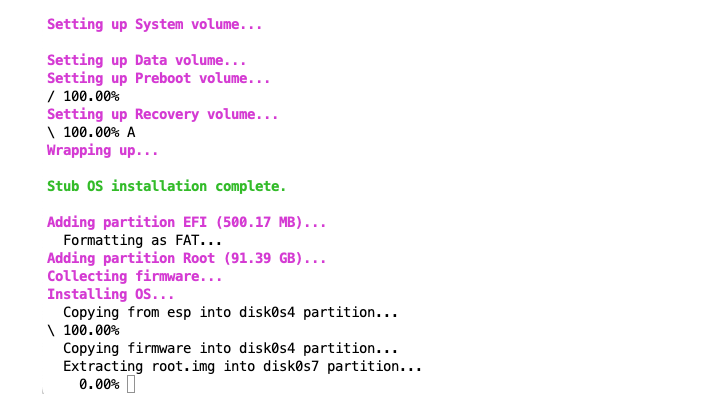 Setting up System volume...
Setting up Data volume...
Setting up Preboot volume...
/ 100.00%
Setting up Recovery volume...
\ 100.00% A
Wrapping up...
Stub OS installation complete.
Adding partition EFI (500.17 MB)...
Formatting as FAT...
Adding partition Root (91.39 GB)...
Collecting firmware...
Installing OS...
Copying from esp into disk0s4 partition...
\ 100.00%
Copying firmware into disk0s4 partition...
Extracting root.img into disk0s7 partition...
0.00%